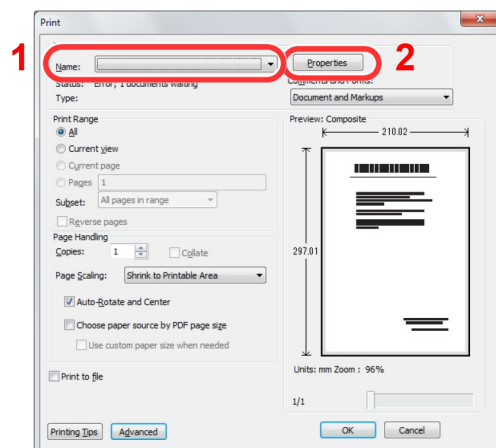 Print
1
2
Name:
Properties
Status: Error; 1 documents waiting
Comments and Forms:
Type:
Document and Markups
Print Range
All
Current view
Current page
Pages 1
Subset: All pages in range
Reverse pages
Page Handling
Copies: 1
Collate
Page Scaling: Shrink to Printable Area
Auto-Rotate and Center
Choose paper source by PDF page size
Use custom paper size when needed
Print to file
Preview: Composite
210.02
297.01
Units: mm Zoom : 96%
1/1
Printing Tips
Advanced
OK
Cancel